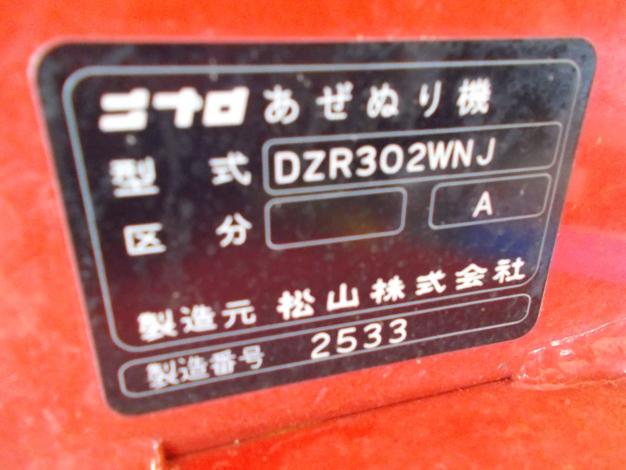 ニプロ あぜぬり機
型式 DZR302WNJ
区分 A
製造元 松山株式会社
製造番号 2533